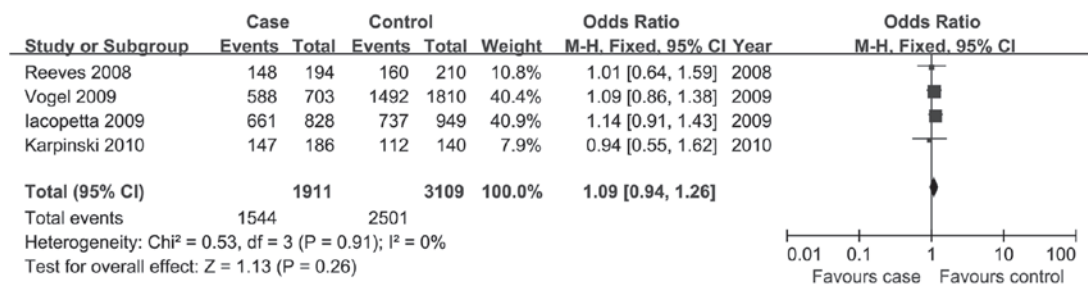 Case Control Odds Ratio Odds Ratio
Study or Subgroup Events Total Events Total Weight M-H, Fixed, 95% CI Year M-H, Fixed, 95% CI
Reeves 2008 148 194 160 210 10.8% 1.01 [0.64, 1.59] 2008
Vogel 2009 588 703 1492 1810 40.4% 1.09 [0.86, 1.38] 2009
Iacopetta 2009 661 828 737 949 40.9% 1.14 [0.91, 1.43] 2009
Karpinski 2010 147 186 112 140 7.9% 0.94 [0.55, 1.62] 2010
Total (95% CI) 1911 3109 100.0% 1.09 [0.94, 1.26]
Total events 1544 2501
Heterogeneity: Chi² = 0.53, df = 3 (P = 0.91); I² = 0%
Test for overall effect: Z = 1.13 (P = 0.26)
0.01 0.1 1 10 100
Favours case Favours control